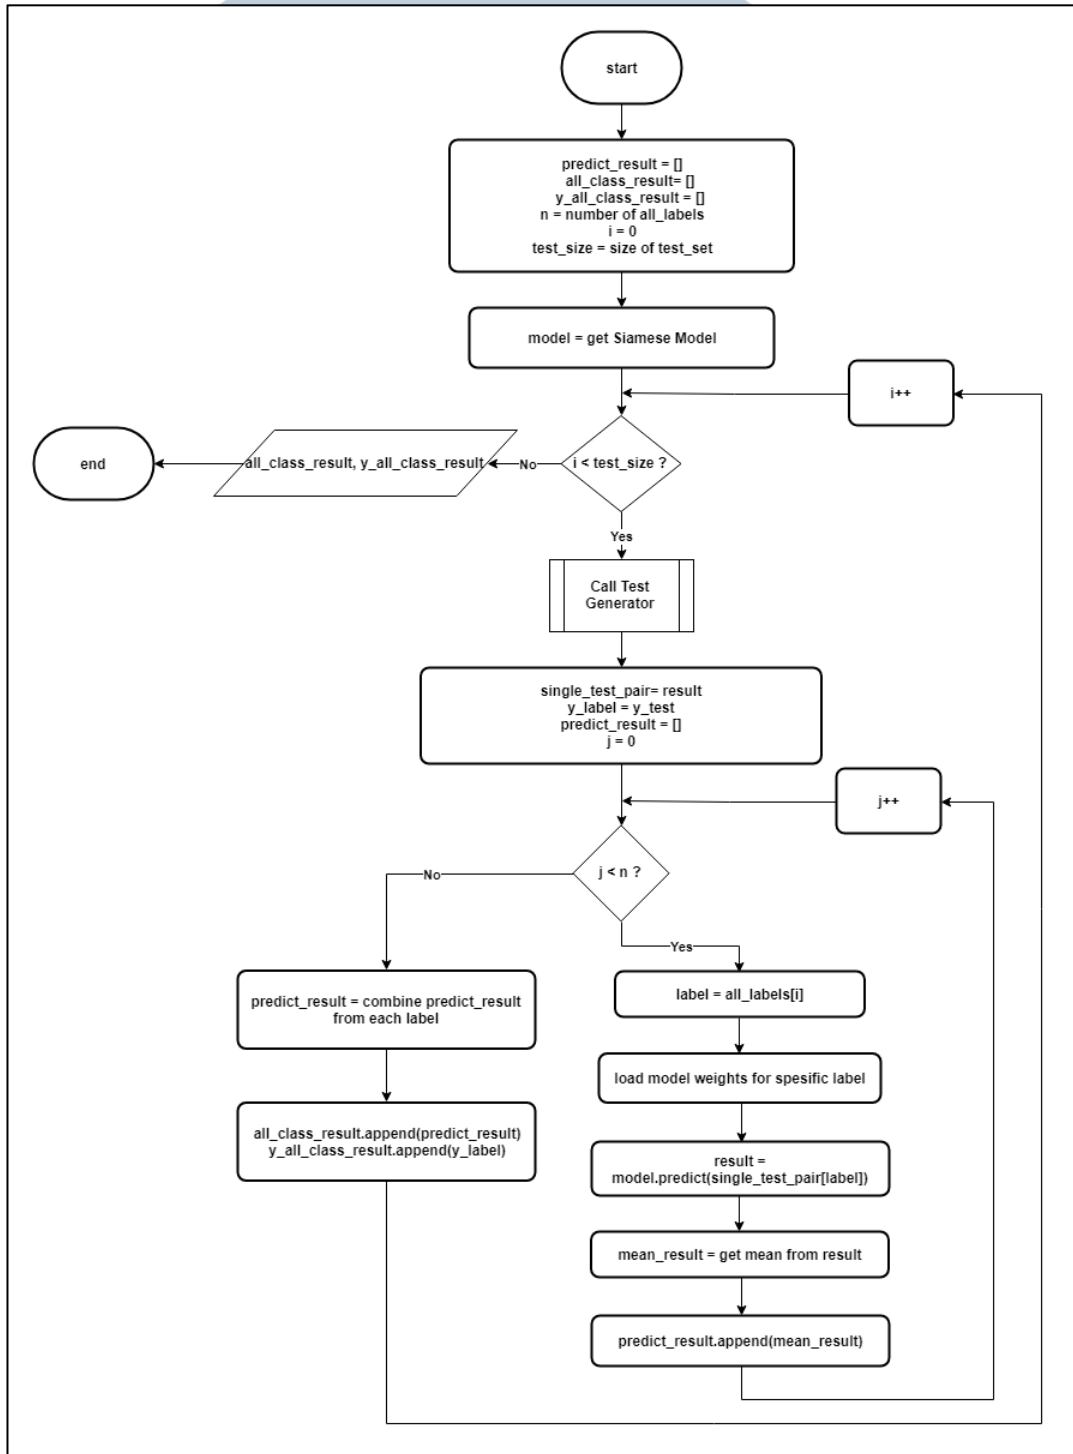 start
predict_result = []
all_class_result= []
y_all_class_result = []
n = number of all_labels
i = 0
test_size = size of test_set
model = get Siamese Model
i++
end
all_class_result, y_all_class_result
No
i < test_size ?
Yes
Call Test
Generator
single_test_pair= result
y_label = y_test
predict_result = []
j = 0
j++
j < n ?
No
Yes
label = all_labels[i]
predict_result = combine predict_result
from each label
load model weights for spesific label
all_class_result.append(predict_result)
y_all_class_result.append(y_label)
result =
model.predict(single_test_pair[label])
mean_result = get mean from result
predict_result.append(mean_result)